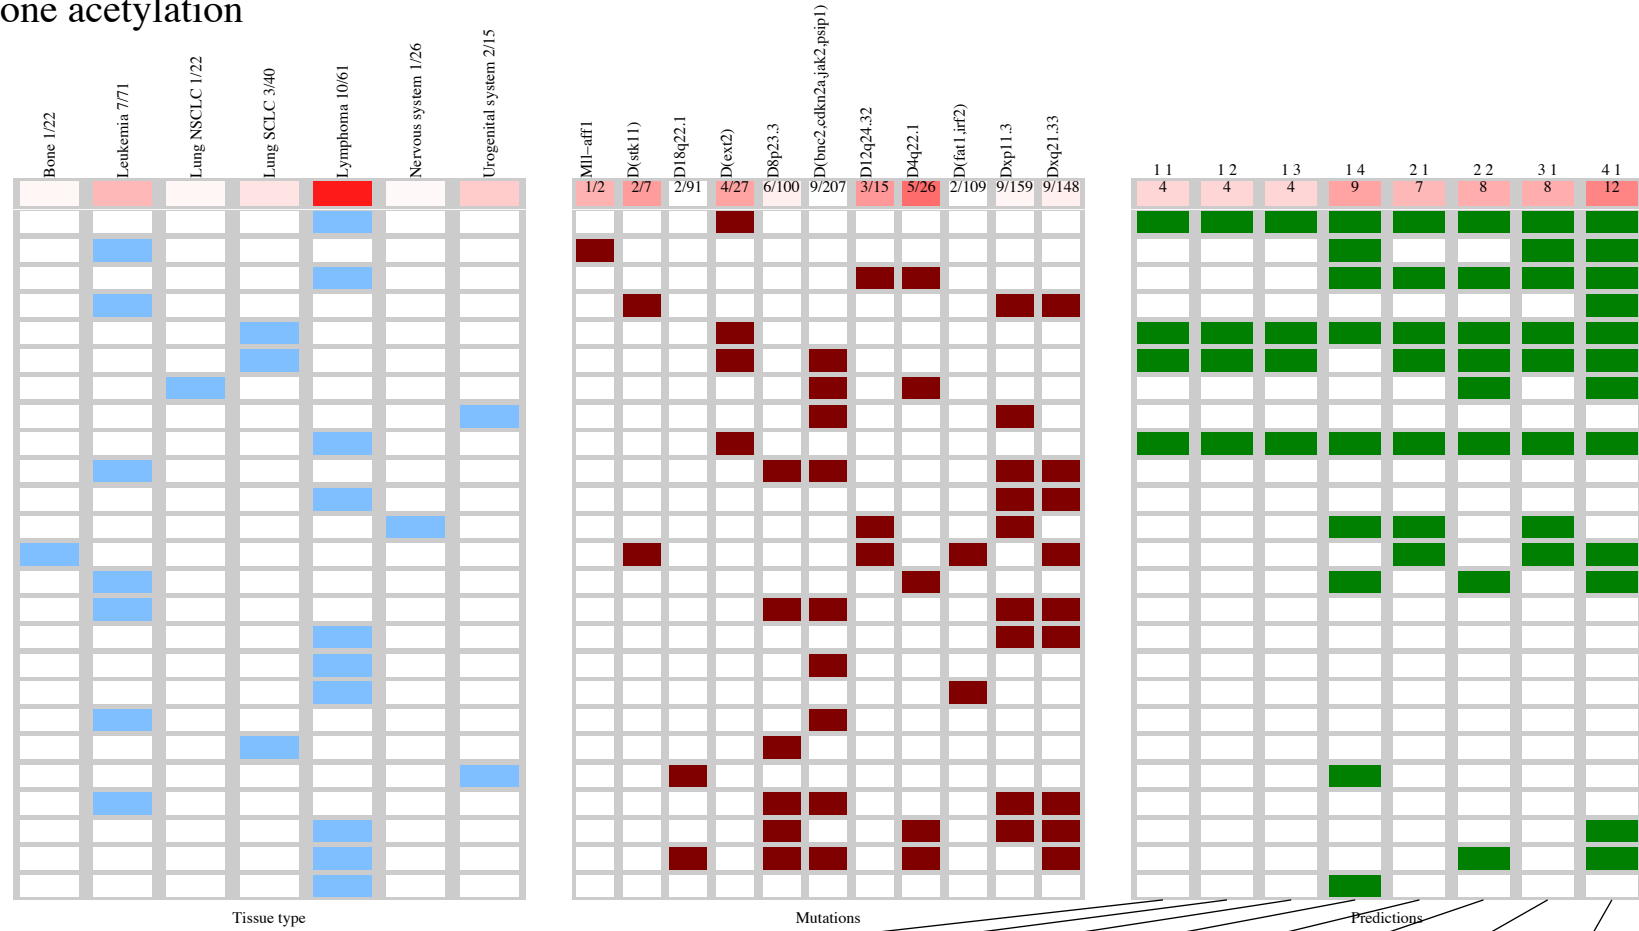 one acetylation
Bone 1/22
Leukemia 7/71
Lung NSCLC 1/22
Lung SCLC 3/40
Lymphoma 10/61
Nervous system 1/26
Urogenital system 2/15
Mll−aff1
D(stk11)
D18q22.1
D(ext2)
D8p23.3
D(bnc2,cdkn2a,jak2,psip1)
D12q24.32
D4q22.1
D(fat1,irf2)
Dxp11.3
Dxq21.33
1 1
1 2
1 3
1 4
2 1
2 2
3 1
4 1
1/2
2/7
2/91
4/27
6/100
9/207
3/15
5/26
2/109
9/159
9/148
4
4
4
9
7
8
8
12
Tissue type
Mutations
Predictions